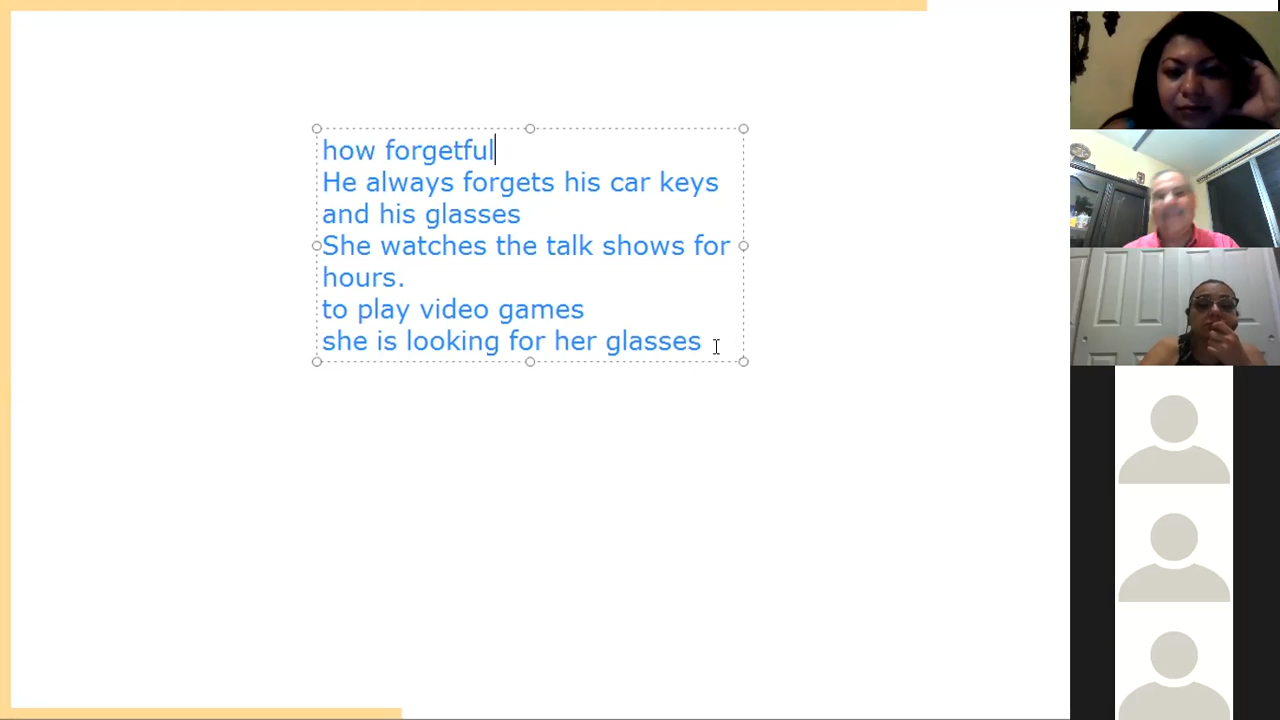 how forgetful
He always forgets his car keys
and his glasses
She watches the talk shows for
hours.
to play video games
she is looking for her glasses